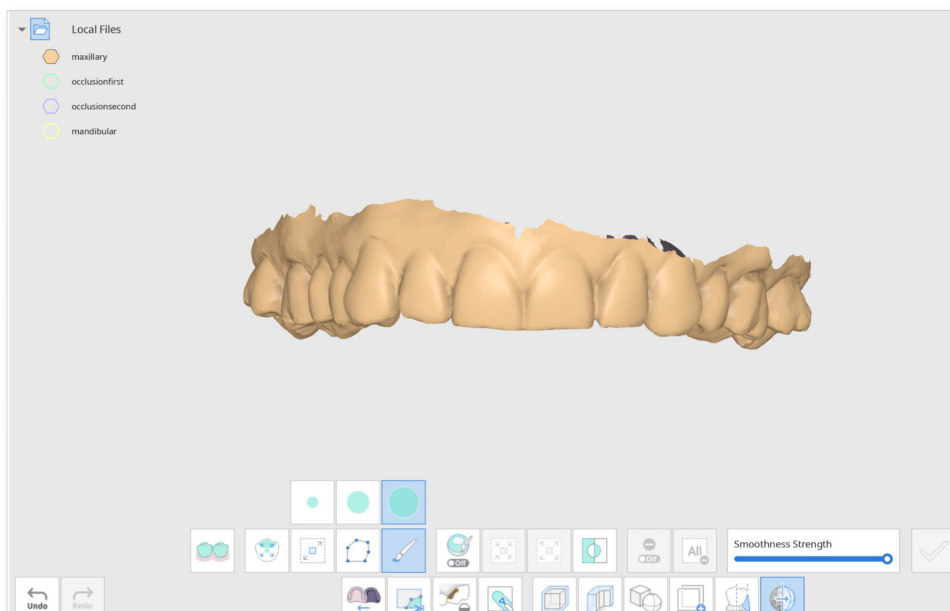 Local Files
maxillary
occlusionfirst
occlusionsecond
mandibular
Smoothness Strength
Off
Off
All
Undo
Redo